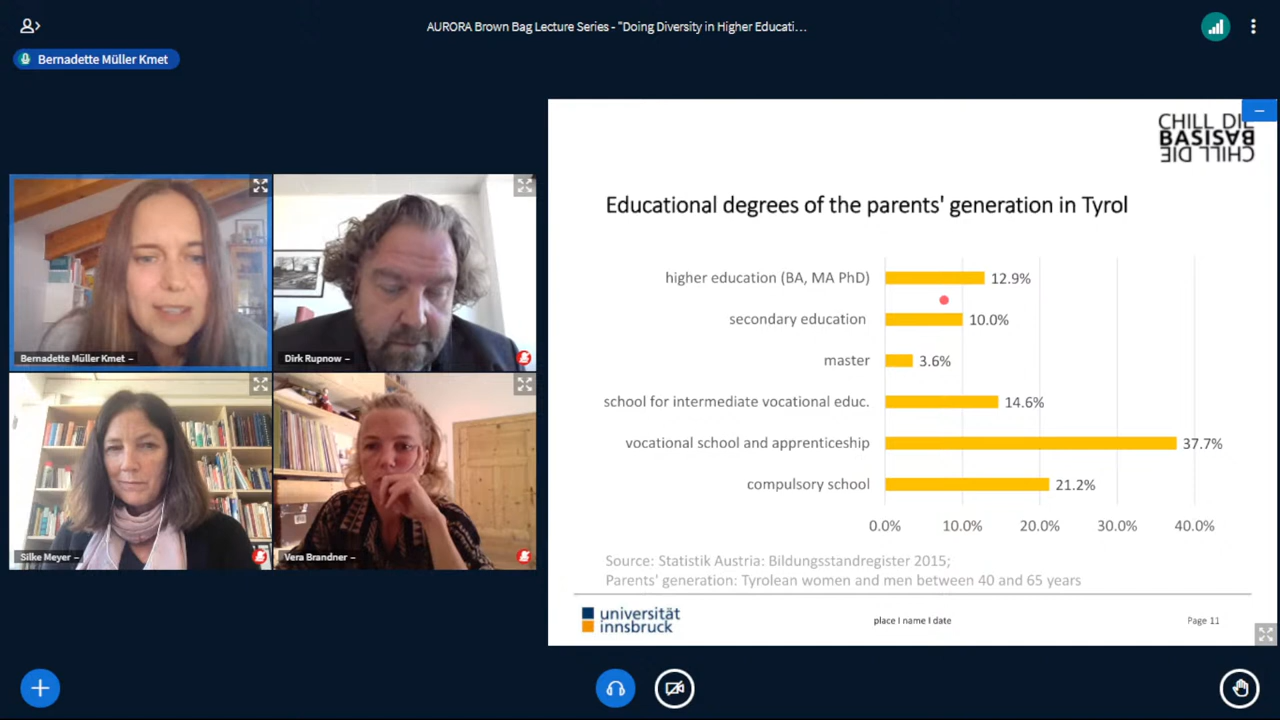 AURORA Brown Bag Lecture Series - "Doing Diversity in Higher Educati…
Bernadette Müller Kmet
Bernadette Müller Kmet –
Dirk Rupnow –
Silke Meyer –
Vera Brandner –
CHILL DIE
BASIS
CHILL DIE
Educational degrees of the parents' generation in Tyrol
higher education (BA, MA PhD) 12.9%
secondary education 10.0%
master 3.6%
school for intermediate vocational educ. 14.6%
vocational school and apprenticeship 37.7%
compulsory school 21.2%
0.0% 10.0% 20.0% 30.0% 40.0%
Source: Statistik Austria: Bildungsstandregister 2015;
Parents' generation: Tyrolean women and men between 40 and 65 years
universität
innsbruck
place I name I date
Page 11